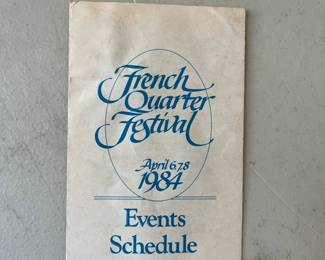 French
Quarter
Festival
April 6,7,8
1984
Events
Schedule